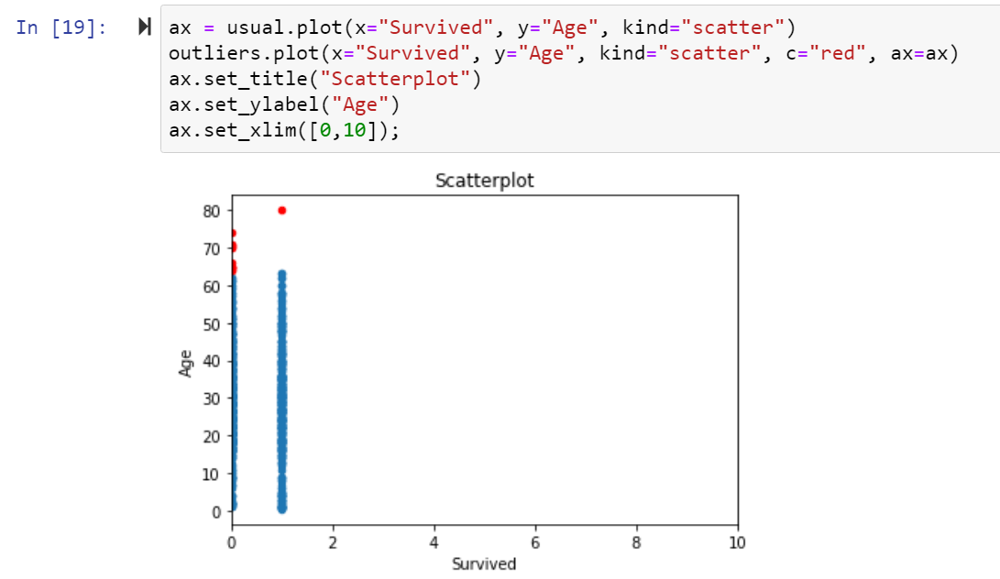 In [19]:
ax = usual.plot(x="Survived", y="Age", kind="scatter")
outliers.plot(x="Survived", y="Age", kind="scatter", c="red", ax=ax)
ax.set_title("Scatterplot")
ax.set_ylabel("Age")
ax.set_xlim([0,10]);
Scatterplot
80
70
60
50
40
30
20
10
0
Age
0 2 4 6 8 10
Survived